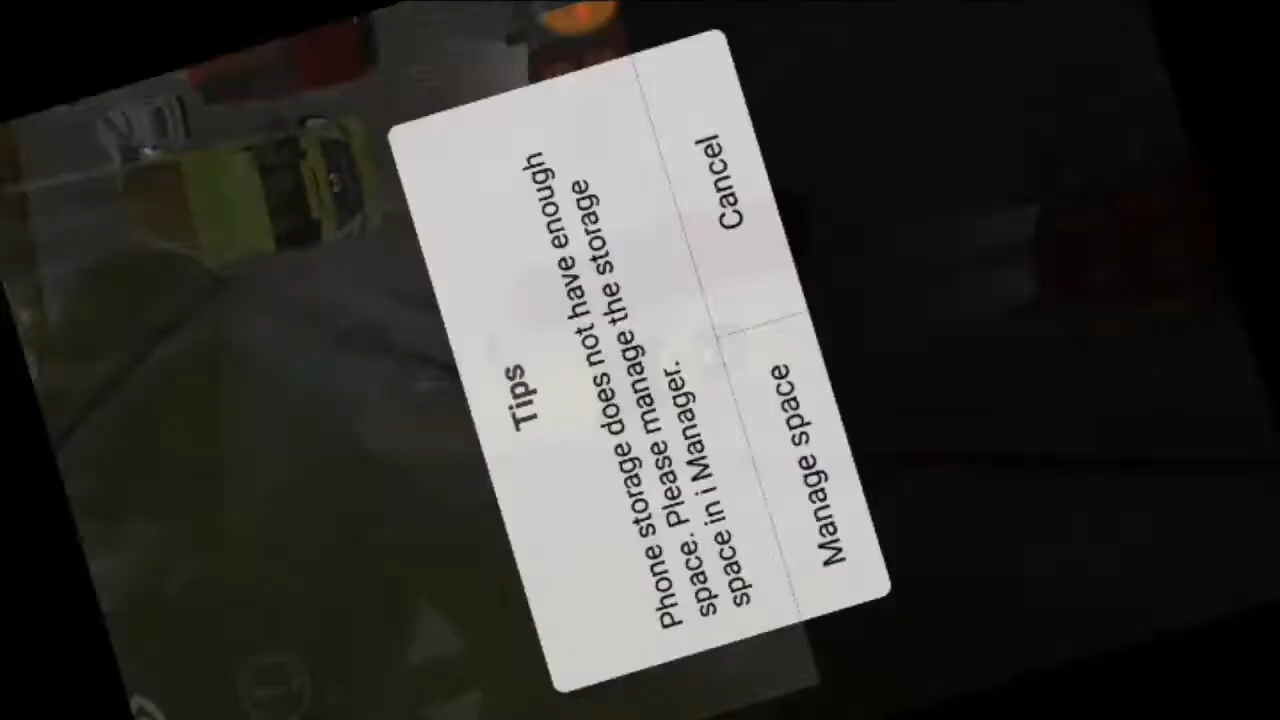 Tips
Phone storage does not have enough
space. Please manage the storage
space in i Manager.
Manage space
Cancel